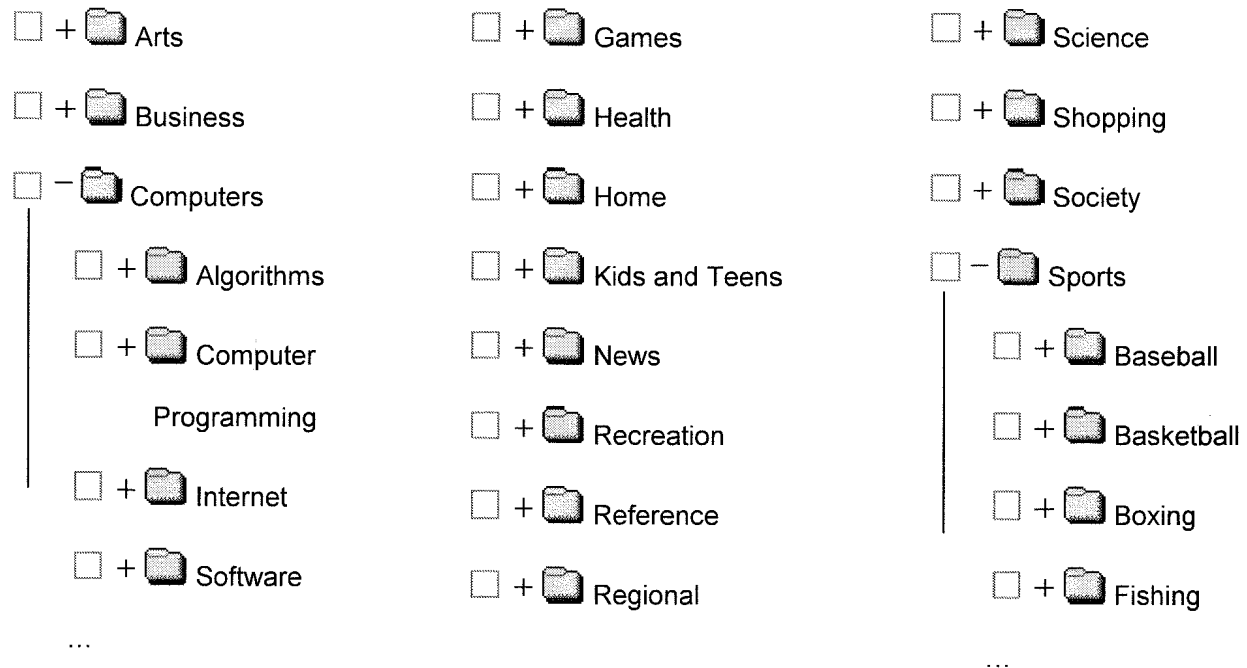 + Arts
+ Business
− Computers
+ Algorithms
+ Computer
Programming
+ Internet
+ Software
...
+ Games
+ Health
+ Home
+ Kids and Teens
+ News
+ Recreation
+ Reference
+ Regional
+ Science
+ Shopping
+ Society
− Sports
+ Baseball
+ Basketball
+ Boxing
+ Fishing
...